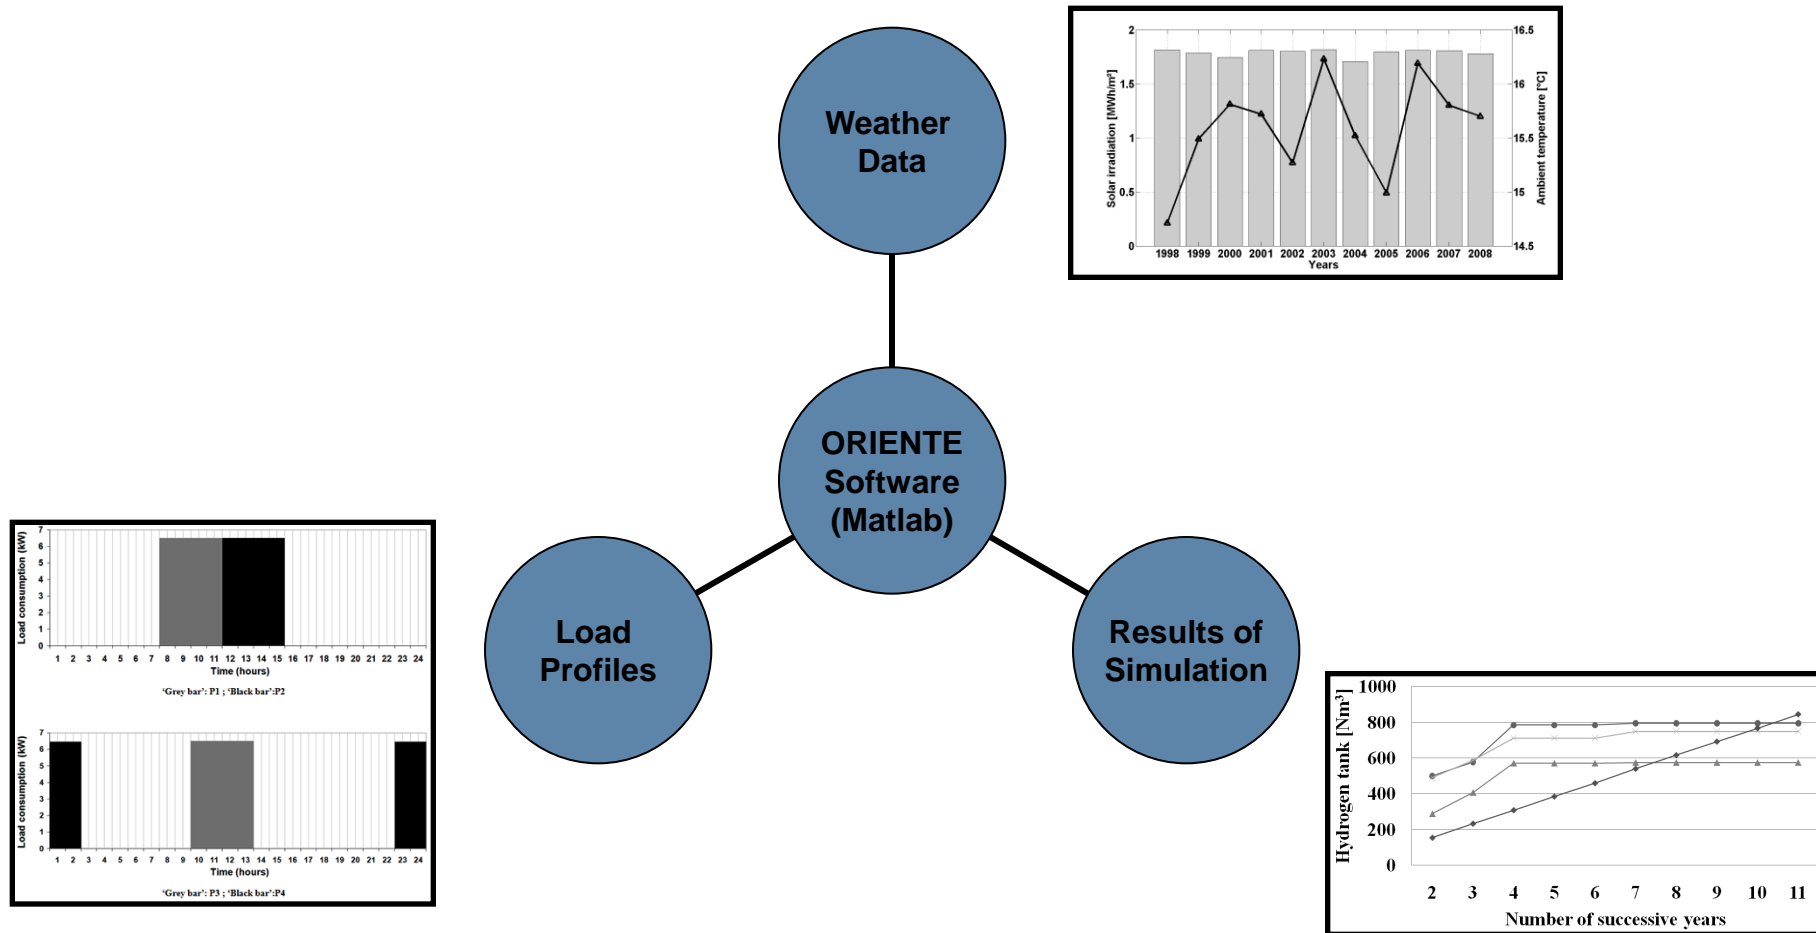 Weather
Data
2
1.5
1
0.5
0
Solar irradiation [MWh/m²]
16.5
16
15.5
15
14.5
Ambient temperature [°C]
1998 1999 2000 2001 2002 2003 2004 2005 2006 2007 2008
Years
ORIENTE
Software
(Matlab)
Load
Profiles
Results of
Simulation
Load consumption (kW)
7
6
5
4
3
2
1
0
1 2 3 4 5 6 7 8 9 10 11 12 13 14 15 16 17 18 19 20 21 22 23 24
Time (hours)
‘Grey bar’: P1 ; ‘Black bar’:P2
Load consumption (kW)
7
6
5
4
3
2
1
0
1 2 3 4 5 6 7 8 9 10 11 12 13 14 15 16 17 18 19 20 21 22 23 24
Time (hours)
‘Grey bar’: P3 ; ‘Black bar’:P4
Hydrogen tank [Nm³]
1000
800
600
400
200
0
2 3 4 5 6 7 8 9 10 11
Number of successive years